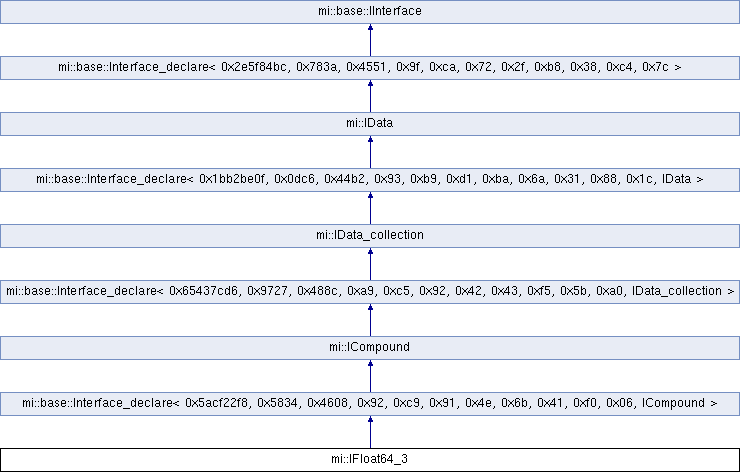 mi::base::IInterface
mi::base::Interface_declare< 0x2e5f84bc, 0x783a, 0x4551, 0x9f, 0xca, 0x72, 0x2f, 0xb8, 0x38, 0xc4, 0x7c >
mi::IData
mi::base::Interface_declare< 0x1bb2be0f, 0x0dc6, 0x44b2, 0x93, 0xb9, 0xd1, 0xba, 0x6a, 0x31, 0x88, 0x1c, IData >
mi::IData_collection
mi::base::Interface_declare< 0x65437cd6, 0x9727, 0x488c, 0xa9, 0xc5, 0x92, 0x42, 0x43, 0xf5, 0x5b, 0xa0, IData_collection >
mi::ICompound
mi::base::Interface_declare< 0x5acf22f8, 0x5834, 0x4608, 0x92, 0xc9, 0x91, 0x4e, 0x6b, 0x41, 0xf0, 0x06, ICompound >
mi::IFloat64_3